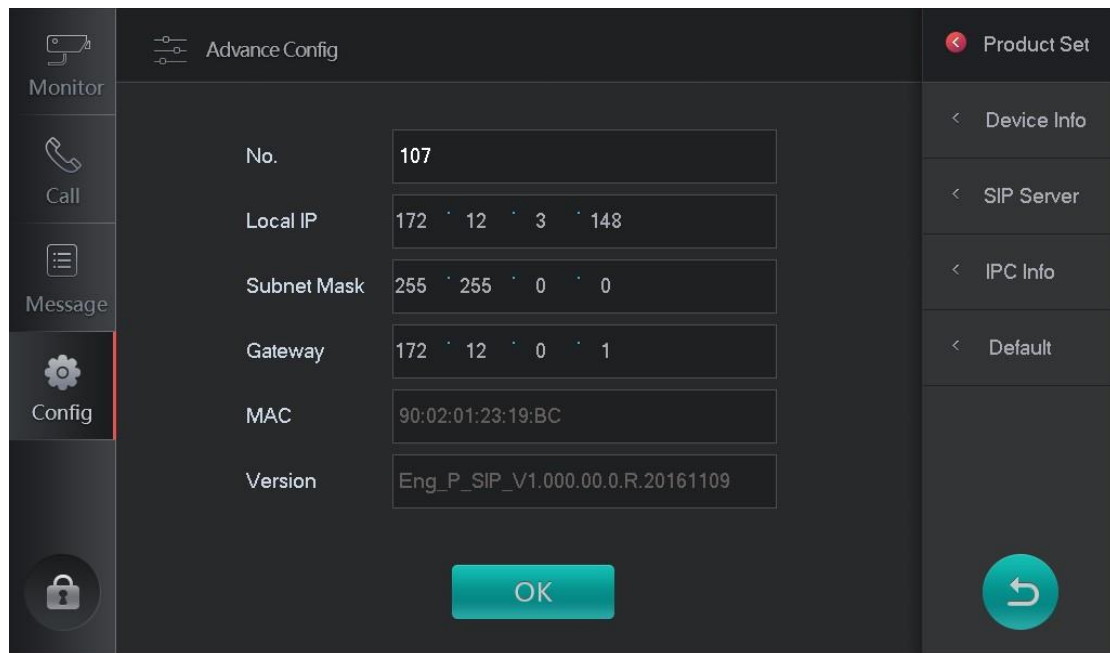 Monitor
Call
Message
Config
Advance Config
No. 107
Local IP 172 . 12 . 3 . 148
Subnet Mask 255 . 255 . 0 . 0
Gateway 172 . 12 . 0 . 1
MAC 90:02:01:23:19:BC
Version Eng_P_SIP_V1.000.00.0.R.20161109
OK
Product Set
Device Info
SIP Server
IPC Info
Default